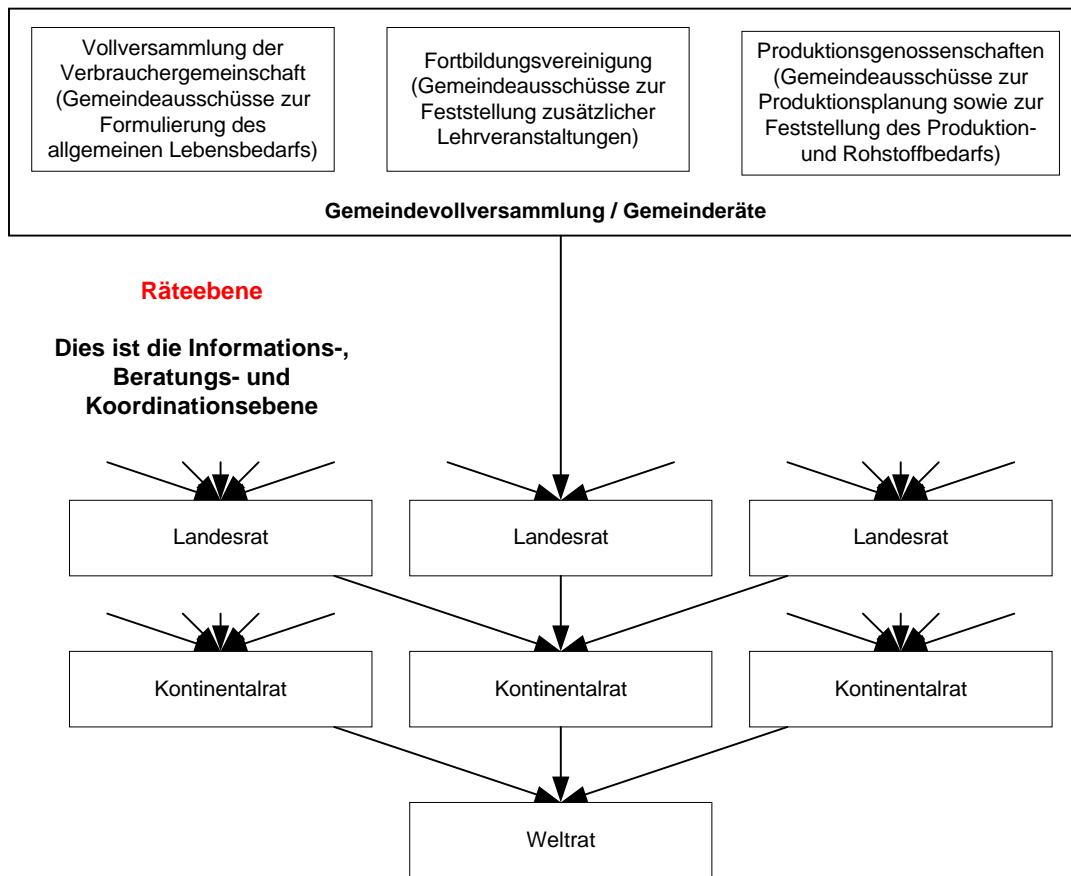 Vollversammlung der
Verbrauchergemeinschaft
(Gemeindeausschüsse zur
Formulierung des
allgemeinen Lebensbedarfs)
Fortbildungsvereinigung
(Gemeindeausschüsse zur
Feststellung zusätzlicher
Lehrveranstaltungen)
Produktionsgenossenschaften
(Gemeindeausschüsse zur
Produktionsplanung sowie zur
Feststellung des Produktion-
und Rohstoffbedarfs)
Gemeindevollversammlung / Gemeinderäte
Räteebene
Dies ist die Informations-,
Beratungs- und
Koordinationsebene
Landesrat
Landesrat
Landesrat
Kontinentalrat
Kontinentalrat
Kontinentalrat
Weltrat